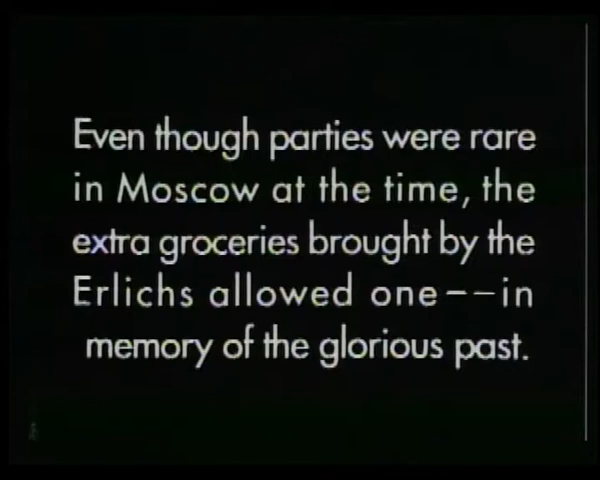 Even though parties were rare
in Moscow at the time, the
extra groceries brought by the
Erlichs allowed one--in
memory of the glorious past.